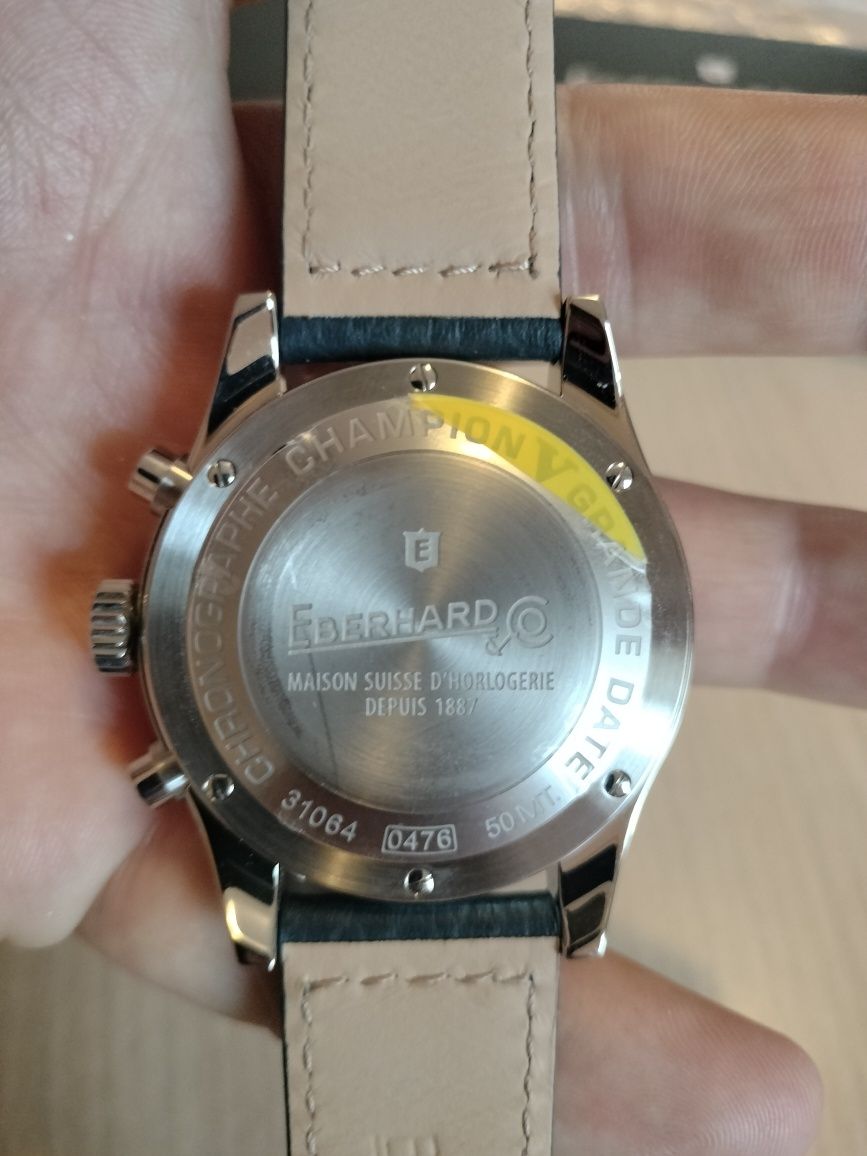 CHRONOGRAPHE CHAMPION V GRANDE DATE
E
EBERHARD & CO
MAISON SUISSE D'HORLOGERIE
DEPUIS 1887
31064 0476 50 MT.